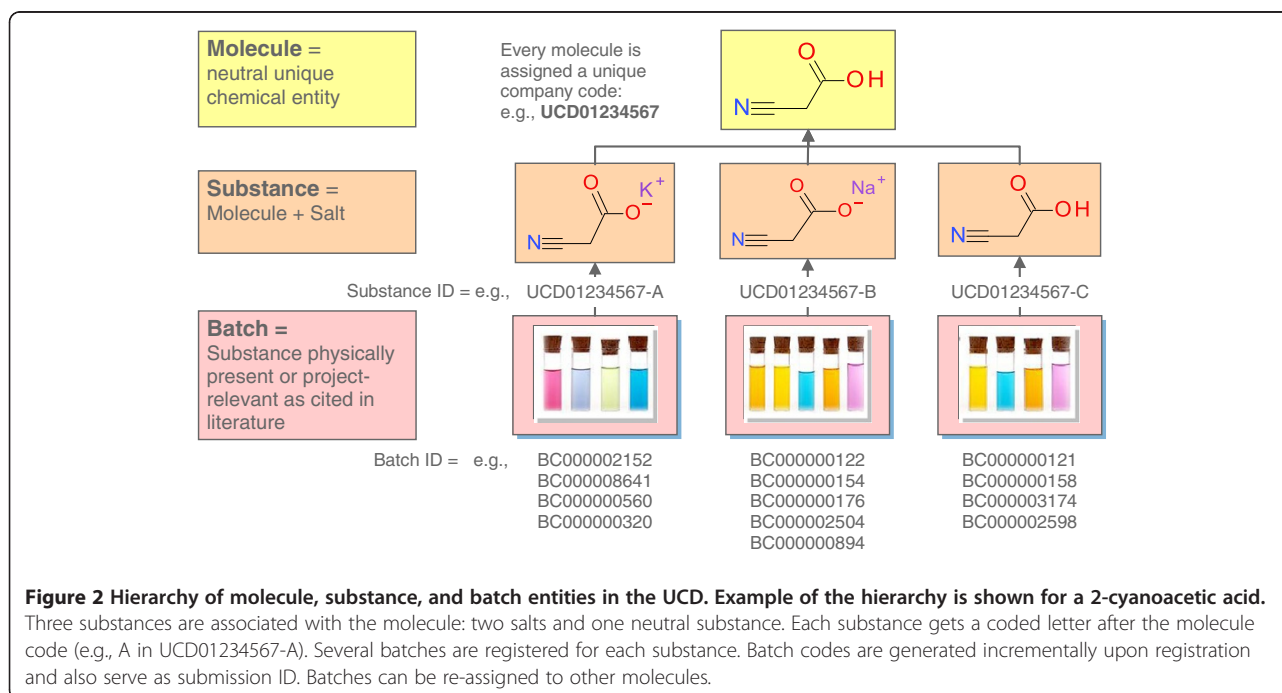 Molecule =
neutral unique
chemical entity
Every molecule is
assigned a unique
company code:
e.g., UCD01234567
O
OH
N
Substance =
Molecule + Salt
O
K+
O−
N
O
Na+
O−
N
O
OH
N
Substance ID = e.g., UCD01234567-A UCD01234567-B UCD01234567-C
Batch =
Substance physically
present or project-
relevant as cited in
literature
Batch ID = e.g., BC000002152 BC000000122 BC000000121
BC000008641 BC000000154 BC000000158
BC000000560 BC000000176 BC000003174
BC000000320 BC000002504 BC000002598
BC000000894
Figure 2 Hierarchy of molecule, substance, and batch entities in the UCD. Example of the hierarchy is shown for a 2-cyanoacetic acid.
Three substances are associated with the molecule: two salts and one neutral substance. Each substance gets a coded letter after the molecule
code (e.g., A in UCD01234567-A). Several batches are registered for each substance. Batch codes are generated incrementally upon registration
and also serve as submission ID. Batches can be re-assigned to other molecules.